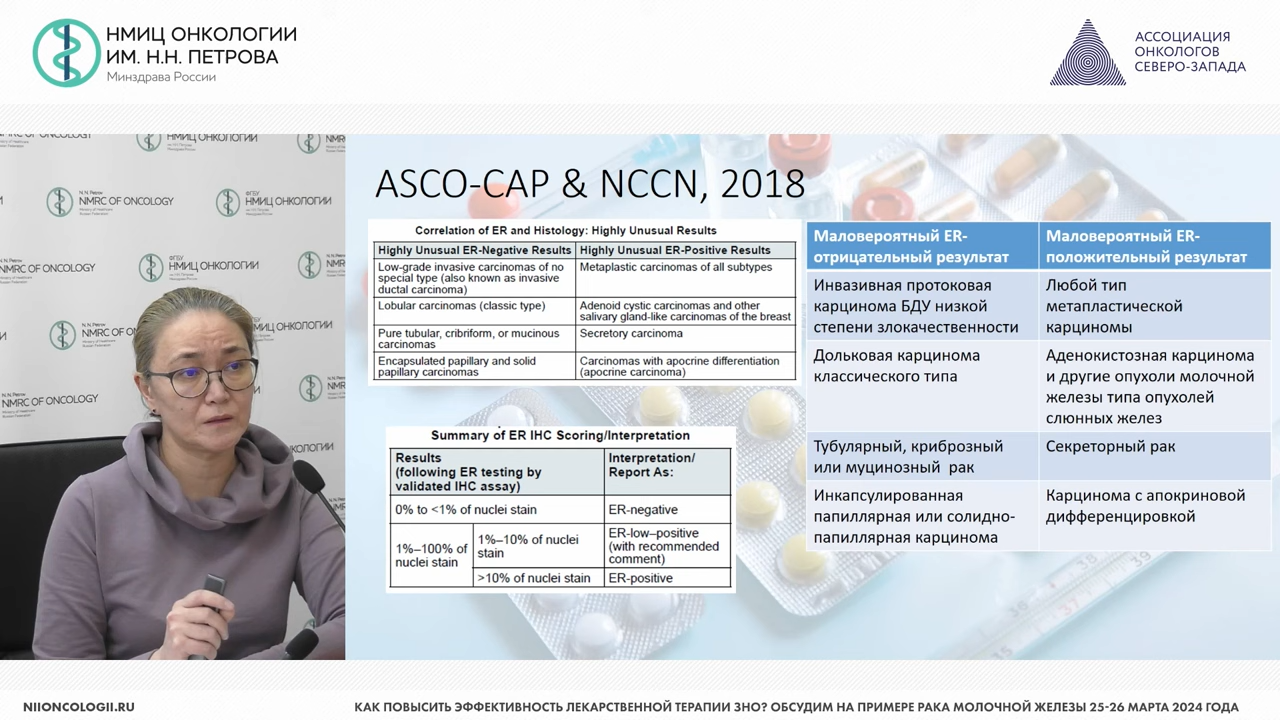 НМИЦ ОНКОЛОГИИ
ИМ. Н.Н. ПЕТРОВА
Минздрава России
АССОЦИАЦИЯ
ОНКОЛОГОВ
СЕВЕРО-ЗАПАДА
N.N. Petrov
NMRC OF ONCOLOGY
ФГБУ
НМИЦ ОНКОЛОГИИ
ASCO-CAP & NCCN, 2018
Correlation of ER and Histology: Highly Unusual Results
Highly Unusual ER-Negative Results
Highly Unusual ER-Positive Results
Low-grade invasive carcinomas of no
special type (also known as invasive
ductal carcinoma)
Metaplastic carcinomas of all subtypes
Lobular carcinomas (classic type)
Adenoid cystic carcinomas and other
salivary gland-like carcinomas of the breast
Pure tubular, cribriform, or mucinous
carcinomas
Secretory carcinoma
Encapsulated papillary and solid
papillary carcinomas
Carcinomas with apocrine differentiation
(apocrine carcinoma)
Summary of ER IHC Scoring/Interpretation
Results
(following ER testing by
validated IHC assay)
Interpretation/
Report As:
0% to <1% of nuclei stain
ER-negative
1%–100% of
nuclei stain
1%–10% of nuclei
stain
ER-low–positive
(with recommended
comment)
>10% of nuclei stain
ER-positive
Маловероятный ER-
отрицательный результат
Маловероятный ER-
положительный результат
Инвазивная протоковая
карцинома БДУ низкой
степени злокачественности
Любой тип
метапластической
карциномы
Дольковая карцинома
классического типа
Аденокистозная карцинома
и другие опухоли молочной
железы типа опухолей
слюнных желез
Тубулярный, криброзный
или муцинозный рак
Секреторный рак
Инкапсулированная
папиллярная или солидно-
папиллярная карцинома
Карцинома с апокриновой
дифференцировкой
NIIONCOLOGII.RU
КАК ПОВЫСИТЬ ЭФФЕКТИВНОСТЬ ЛЕКАРСТВЕННОЙ ТЕРАПИИ ЗНО? ОБСУДИМ НА ПРИМЕРЕ РАКА МОЛОЧНОЙ ЖЕЛЕЗЫ 25-26 МАРТА 2024 ГОДА